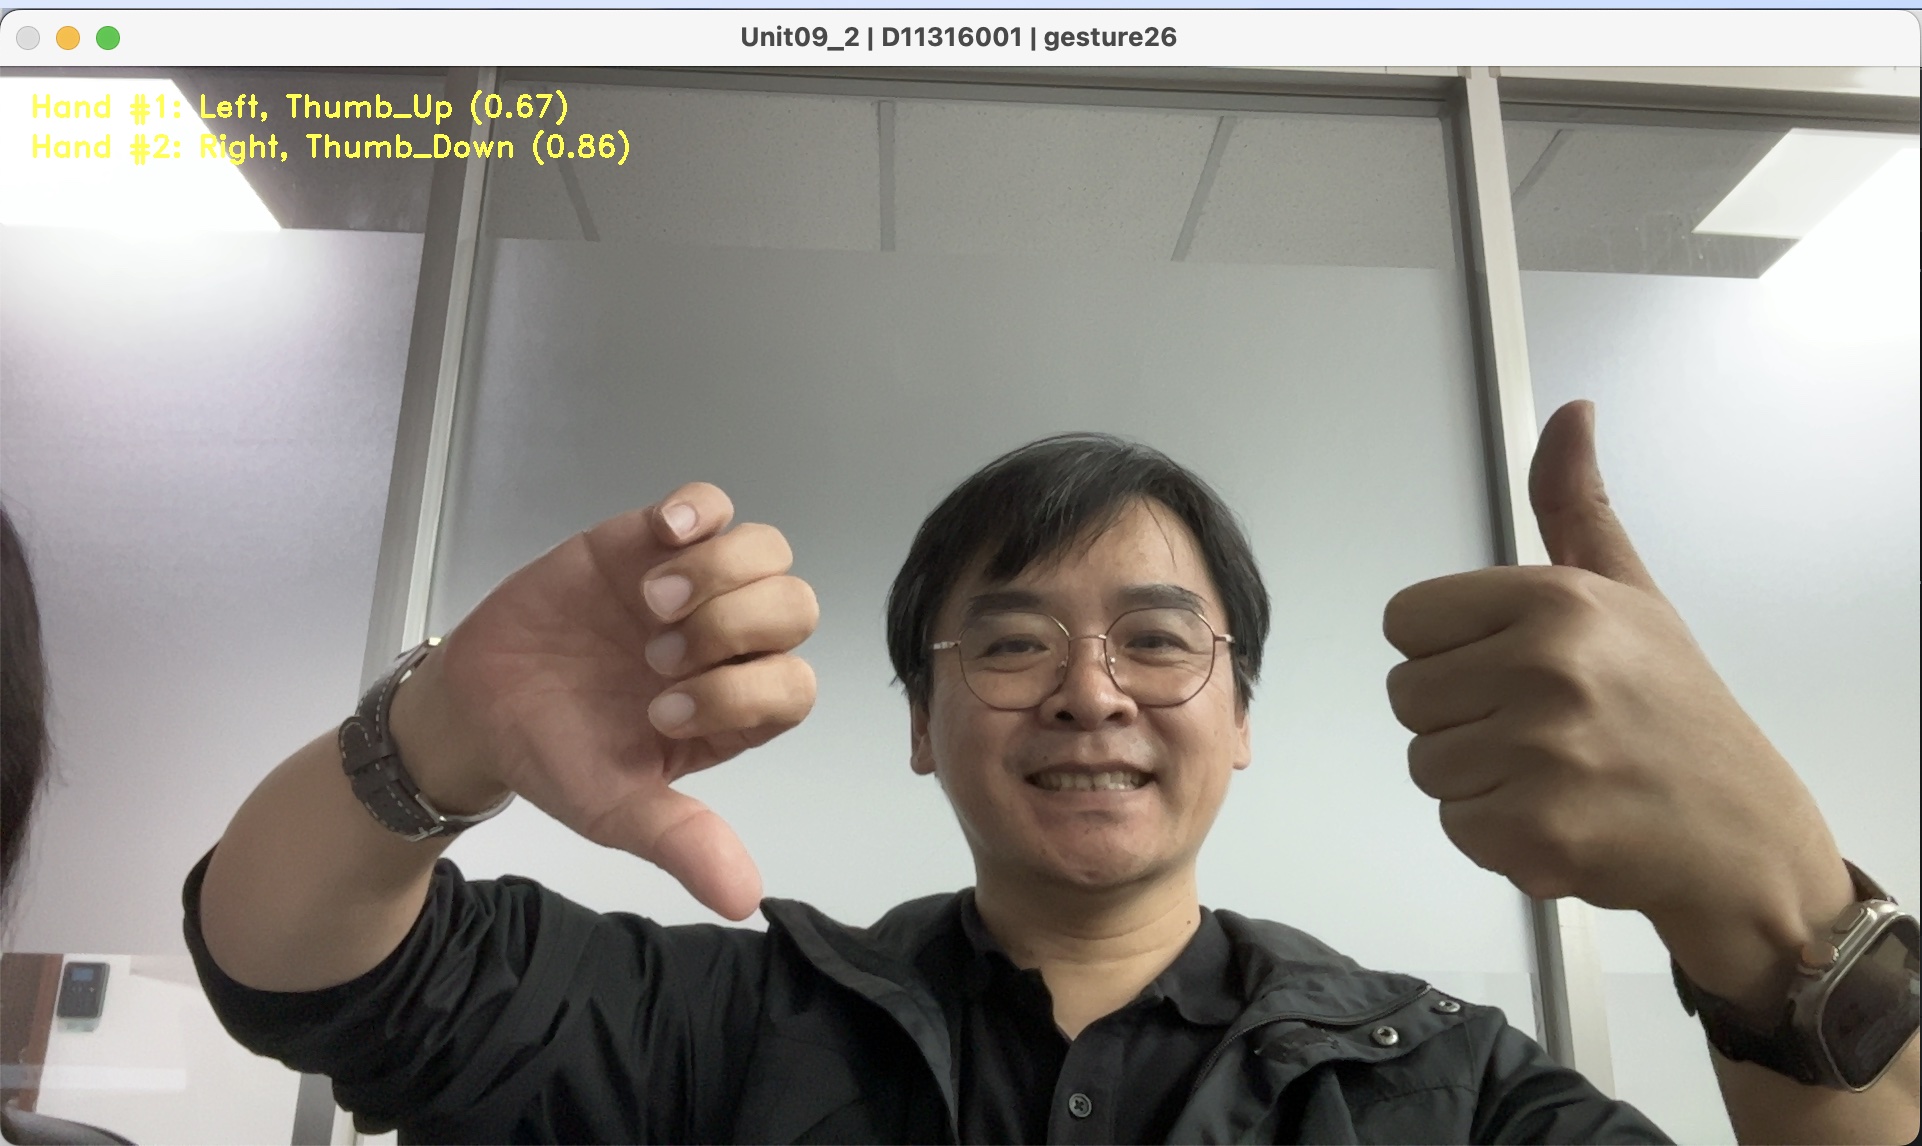 Unit09_2 | D11316001 | gesture26
Hand #1: Left, Thumb_Up (0.67)
Hand #2: Right, Thumb_Down (0.86)